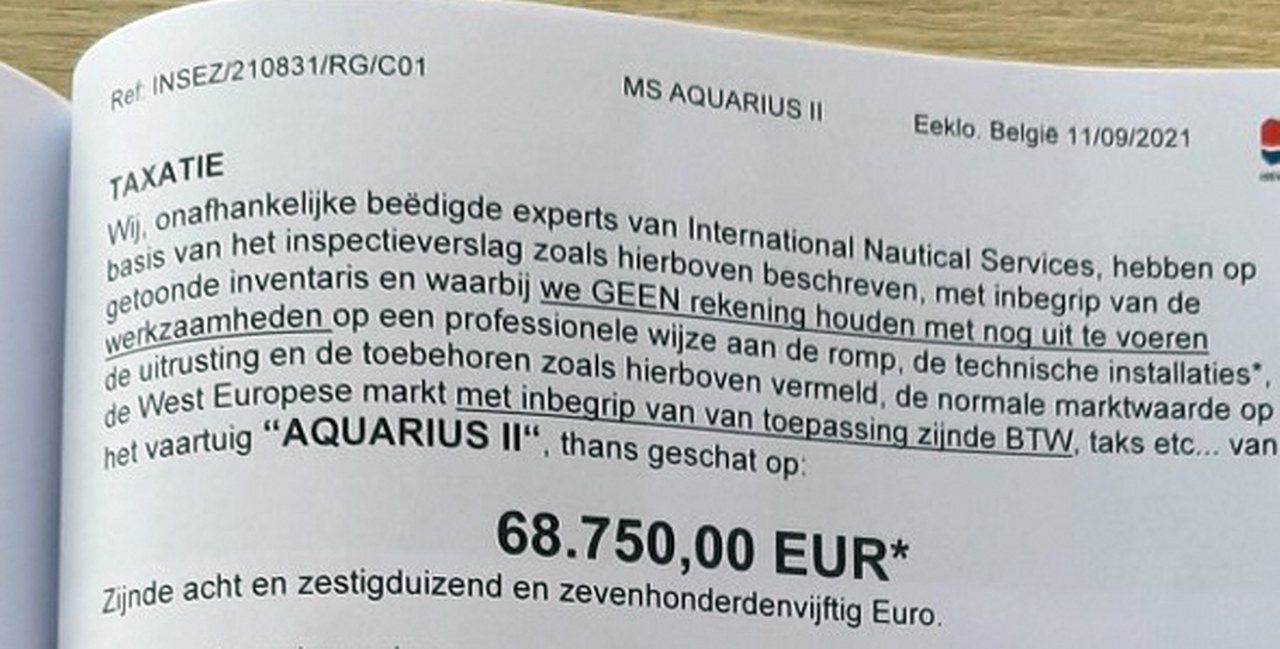 Ref: INSEZ/210831/RG/C01
MS AQUARIUS II
Eeklo. België 11/09/2021
TAXATIE
Wij, onafhankelijke beëdigde experts van International Nautical Services, hebben op
basis van het inspectieverslag zoals hierboven beschreven, met inbegrip van de
getoonde inventaris en waarbij we GEEN rekening houden met nog uit te voeren
werkzaamheden op een professionele wijze aan de romp, de technische installaties*,
de uitrusting en de toebehoren zoals hierboven vermeld, de normale marktwaarde op
de West Europese markt met inbegrip van van toepassing zijnde BTW, taks etc... van
het vaartuig “AQUARIUS II“, thans geschat op:
68.750,00 EUR*
Zijnde acht en zestigduizend en zevenhonderdenvijftig Euro.